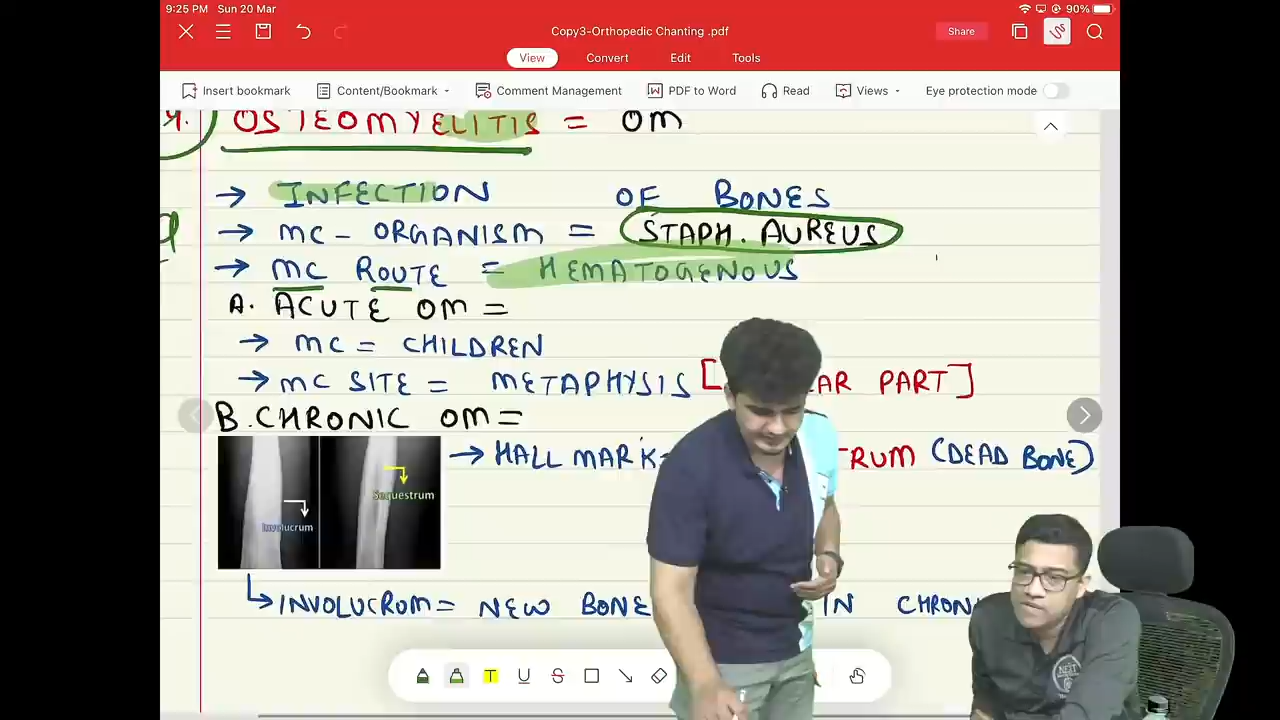 9:25 PM Sun 20 Mar
90%
Copy3-Orthopedic Chanting .pdf
Share
View Convert Edit Tools
Insert bookmark Content/Bookmark Comment Management PDF to Word Read Views Eye protection mode
OSTEOMYELITIS = OM
→ INFECTION OF BONES
→ MC - ORGANISM = STAPH. AUREUS
→ MC ROUTE = HEMATOGENOUS
A. ACUTE OM =
→ MC = CHILDREN
→ MC SITE = METAPHYSIS [ AR PART]
B. CHRONIC OM =
→ HALL MARK = TRUM (DEAD BONE)
Sequestrum
Involucrum
↳ INVOLUCROM = NEW BONE IN CHRON
T U S
NEXT